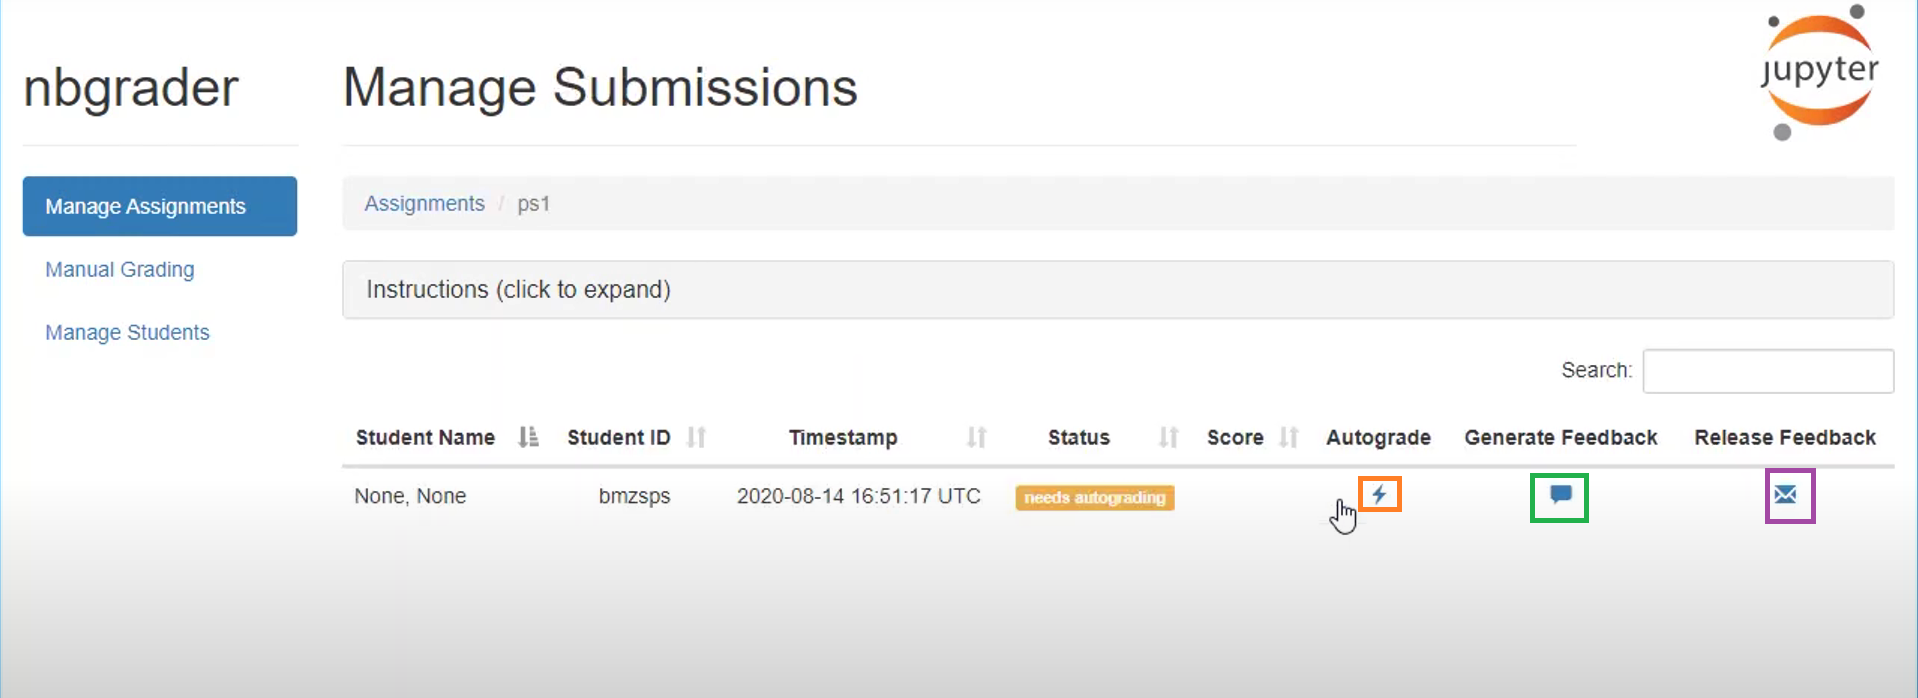 nbgrader
Manage Submissions
jupyter
Manage Assignments
Manual Grading
Manage Students
Assignments / ps1
Instructions (click to expand)
Search:
Student Name Student ID Timestamp Status Score Autograde Generate Feedback Release Feedback
None, None bmzsps 2020-08-14 16:51:17 UTC needs autograding